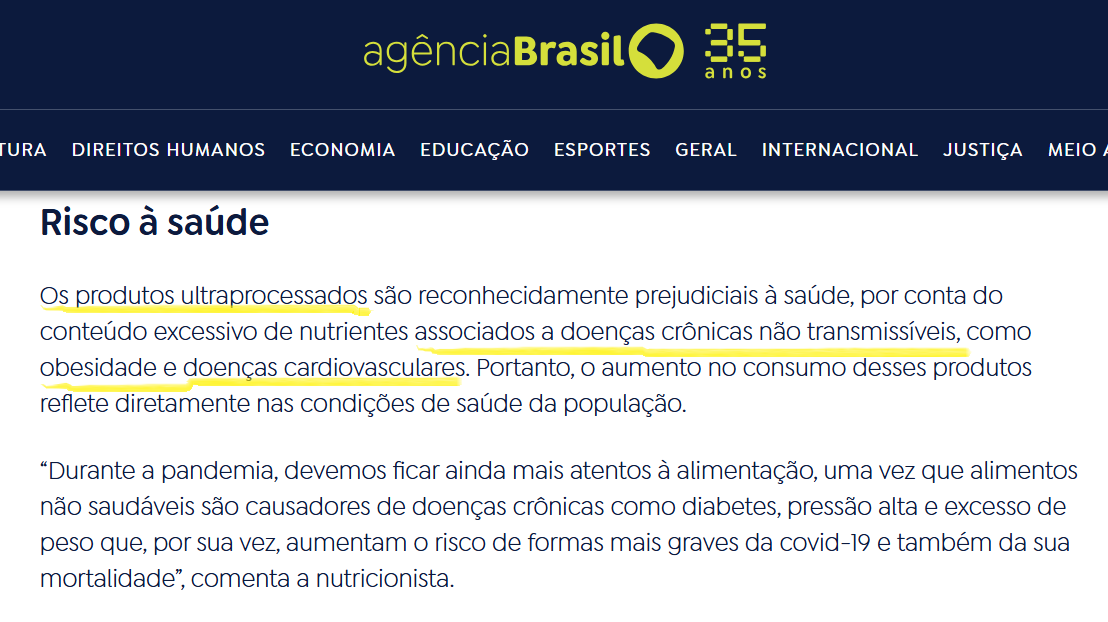 agênciaBrasil 35
anos
TURA DIREITOS HUMANOS ECONOMIA EDUCAÇÃO ESPORTES GERAL INTERNACIONAL JUSTIÇA MEIO A
Risco à saúde
Os produtos ultraprocessados são reconhecidamente prejudiciais à saúde, por conta do
conteúdo excessivo de nutrientes associados a doenças crônicas não transmissíveis, como
obesidade e doenças cardiovasculares. Portanto, o aumento no consumo desses produtos
reflete diretamente nas condições de saúde da população.
“Durante a pandemia, devemos ficar ainda mais atentos à alimentação, uma vez que alimentos
não saudáveis são causadores de doenças crônicas como diabetes, pressão alta e excesso de
peso que, por sua vez, aumentam o risco de formas mais graves da covid-19 e também da sua
mortalidade”, comenta a nutricionista.